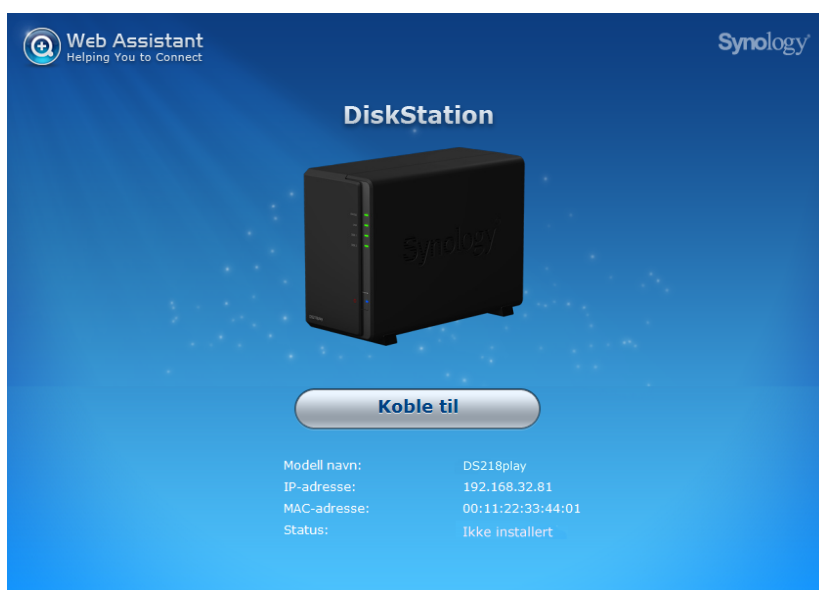 Web Assistant
Helping You to Connect
Synology
DiskStation
Synology
Koble til
Modell navn: DS218play
IP-adresse: 192.168.32.81
MAC-adresse: 00:11:22:33:44:01
Status: Ikke installert